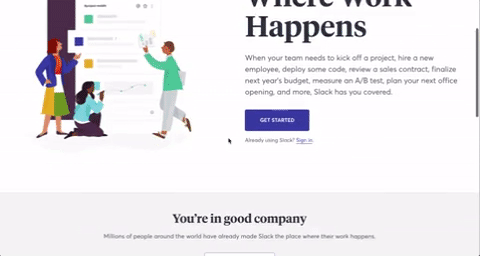 Where Work
Happens
When your team needs to kick off a project, hire a new
employee, deploy some code, review a sales contract, finalize
next year's budget, measure an A/B test, plan your next office
opening, and more, Slack has you covered.
GET STARTED
Already using Slack? Sign in.
You're in good company
Millions of people around the world have already made Slack the place where their work happens.